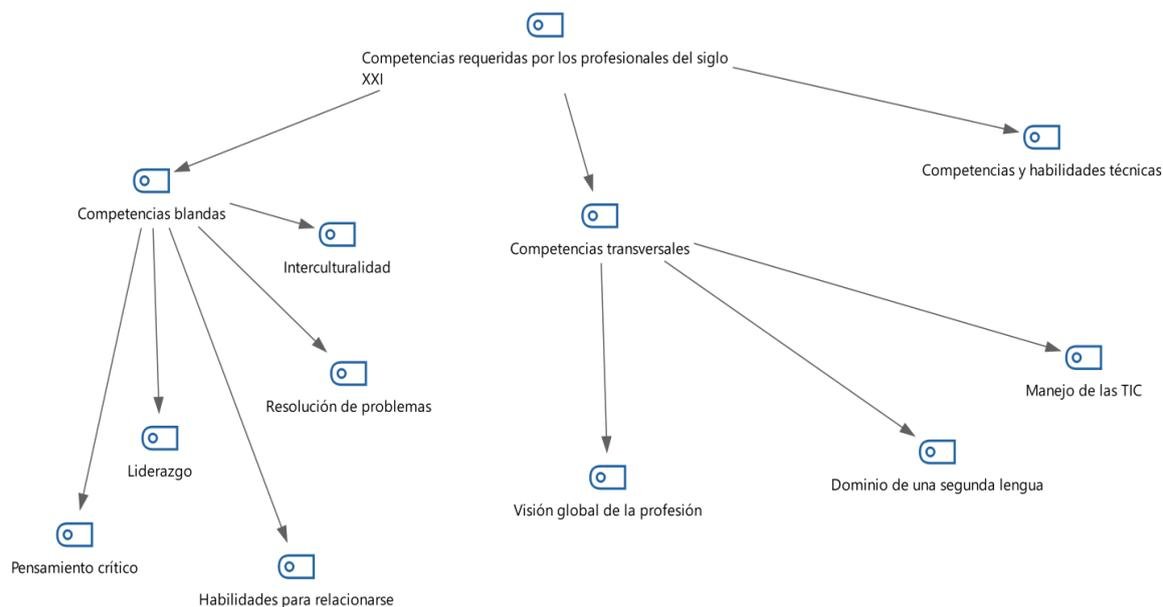 Competencias requeridas por los profesionales del siglo
XXI
Competencias y habilidades técnicas
Competencias blandas
Competencias transversales
Interculturalidad
Manejo de las TIC
Resolución de problemas
Liderazgo
Dominio de una segunda lengua
Visión global de la profesión
Pensamiento crítico
Habilidades para relacionarse